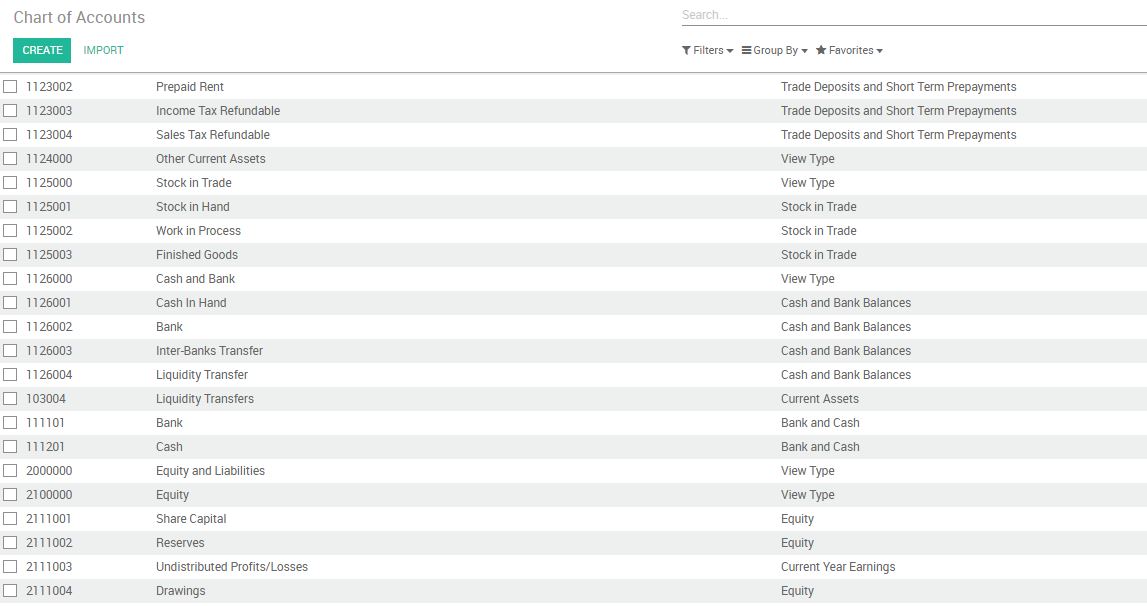 Chart of Accounts
Search...
CREATE IMPORT
Filters Group By Favorites
1123002 Prepaid Rent Trade Deposits and Short Term Prepayments
1123003 Income Tax Refundable Trade Deposits and Short Term Prepayments
1123004 Sales Tax Refundable Trade Deposits and Short Term Prepayments
1124000 Other Current Assets View Type
1125000 Stock in Trade View Type
1125001 Stock in Hand Stock in Trade
1125002 Work in Process Stock in Trade
1125003 Finished Goods Stock in Trade
1126000 Cash and Bank View Type
1126001 Cash In Hand Cash and Bank Balances
1126002 Bank Cash and Bank Balances
1126003 Inter-Banks Transfer Cash and Bank Balances
1126004 Liquidity Transfer Cash and Bank Balances
103004 Liquidity Transfers Current Assets
111101 Bank Bank and Cash
111201 Cash Bank and Cash
2000000 Equity and Liabilities View Type
2100000 Equity View Type
2111001 Share Capital Equity
2111002 Reserves Equity
2111003 Undistributed Profits/Losses Current Year Earnings
2111004 Drawings Equity